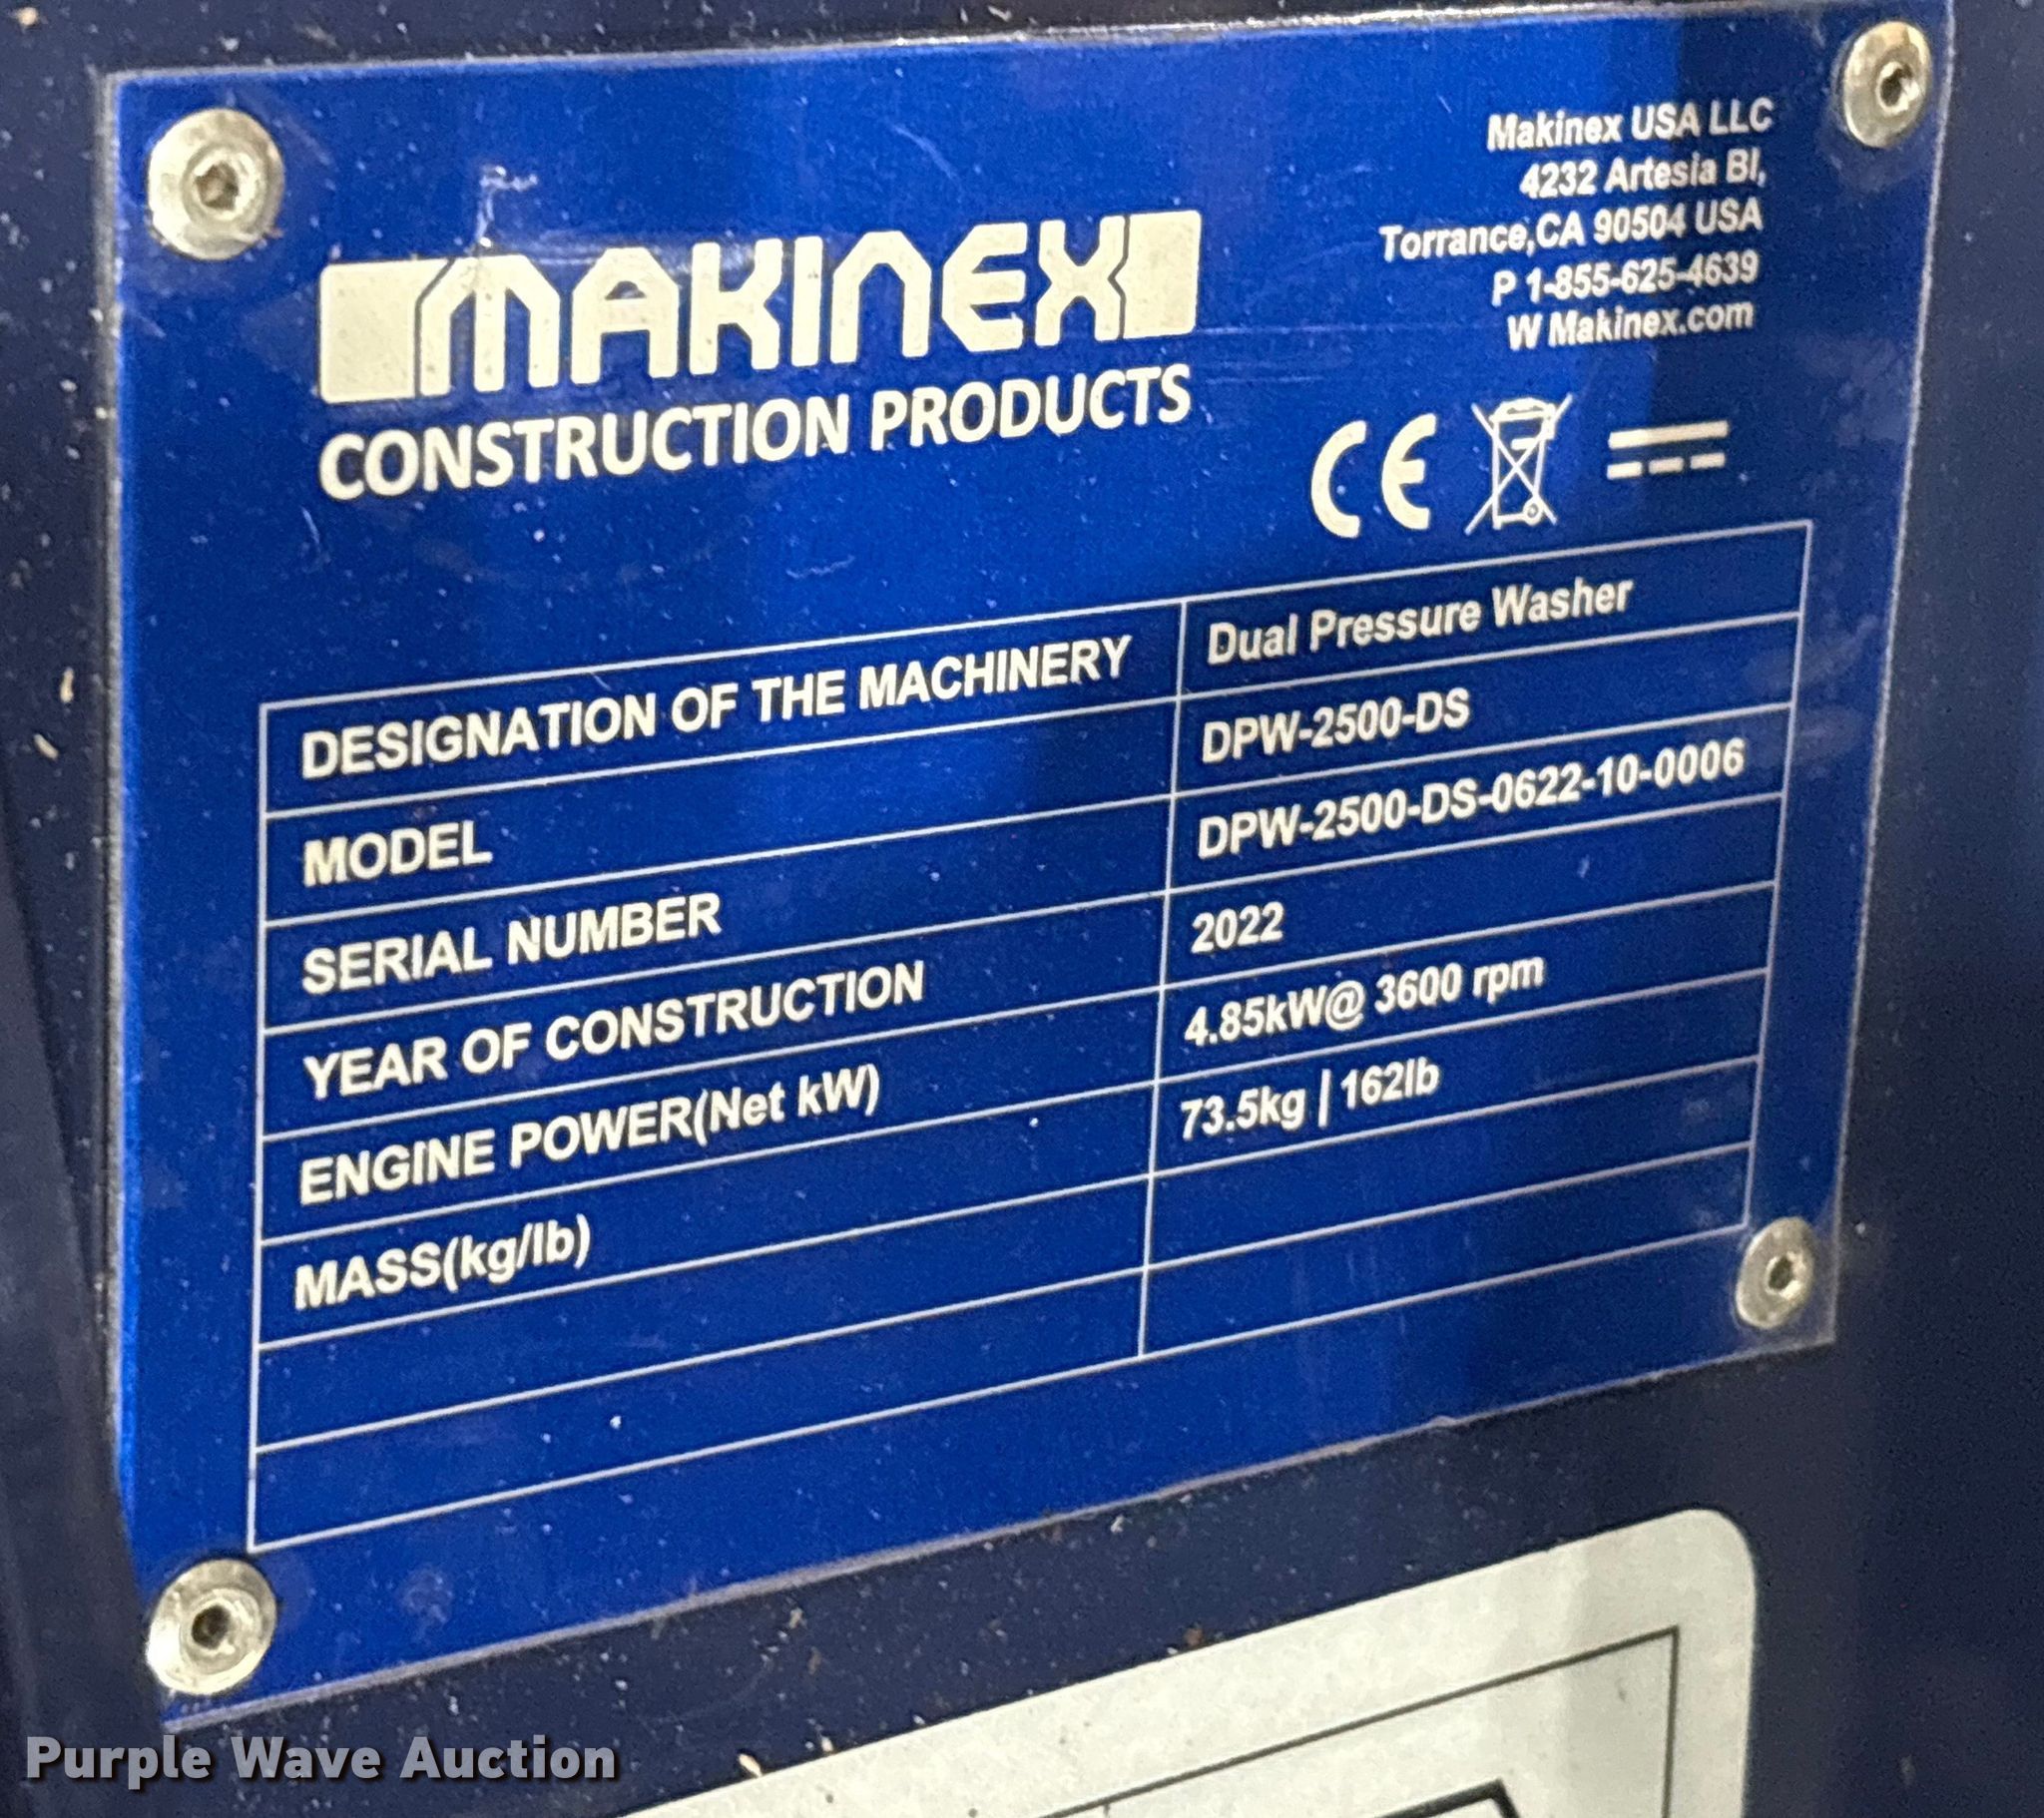 Makinex USA LLC
4232 Artesia Bl,
Torrance,CA 90504 USA
P 1-855-625-4639
W Makinex.com
MAKINEX
CONSTRUCTION PRODUCTS
CE
DESIGNATION OF THE MACHINERY Dual Pressure Washer
MODEL DPW-2500-DS
SERIAL NUMBER DPW-2500-DS-0622-10-0006
YEAR OF CONSTRUCTION 2022
ENGINE POWER(Net kW) 4.85kW@ 3600 rpm
MASS(kg/lb) 73.5kg | 162lb
Purple Wave Auction